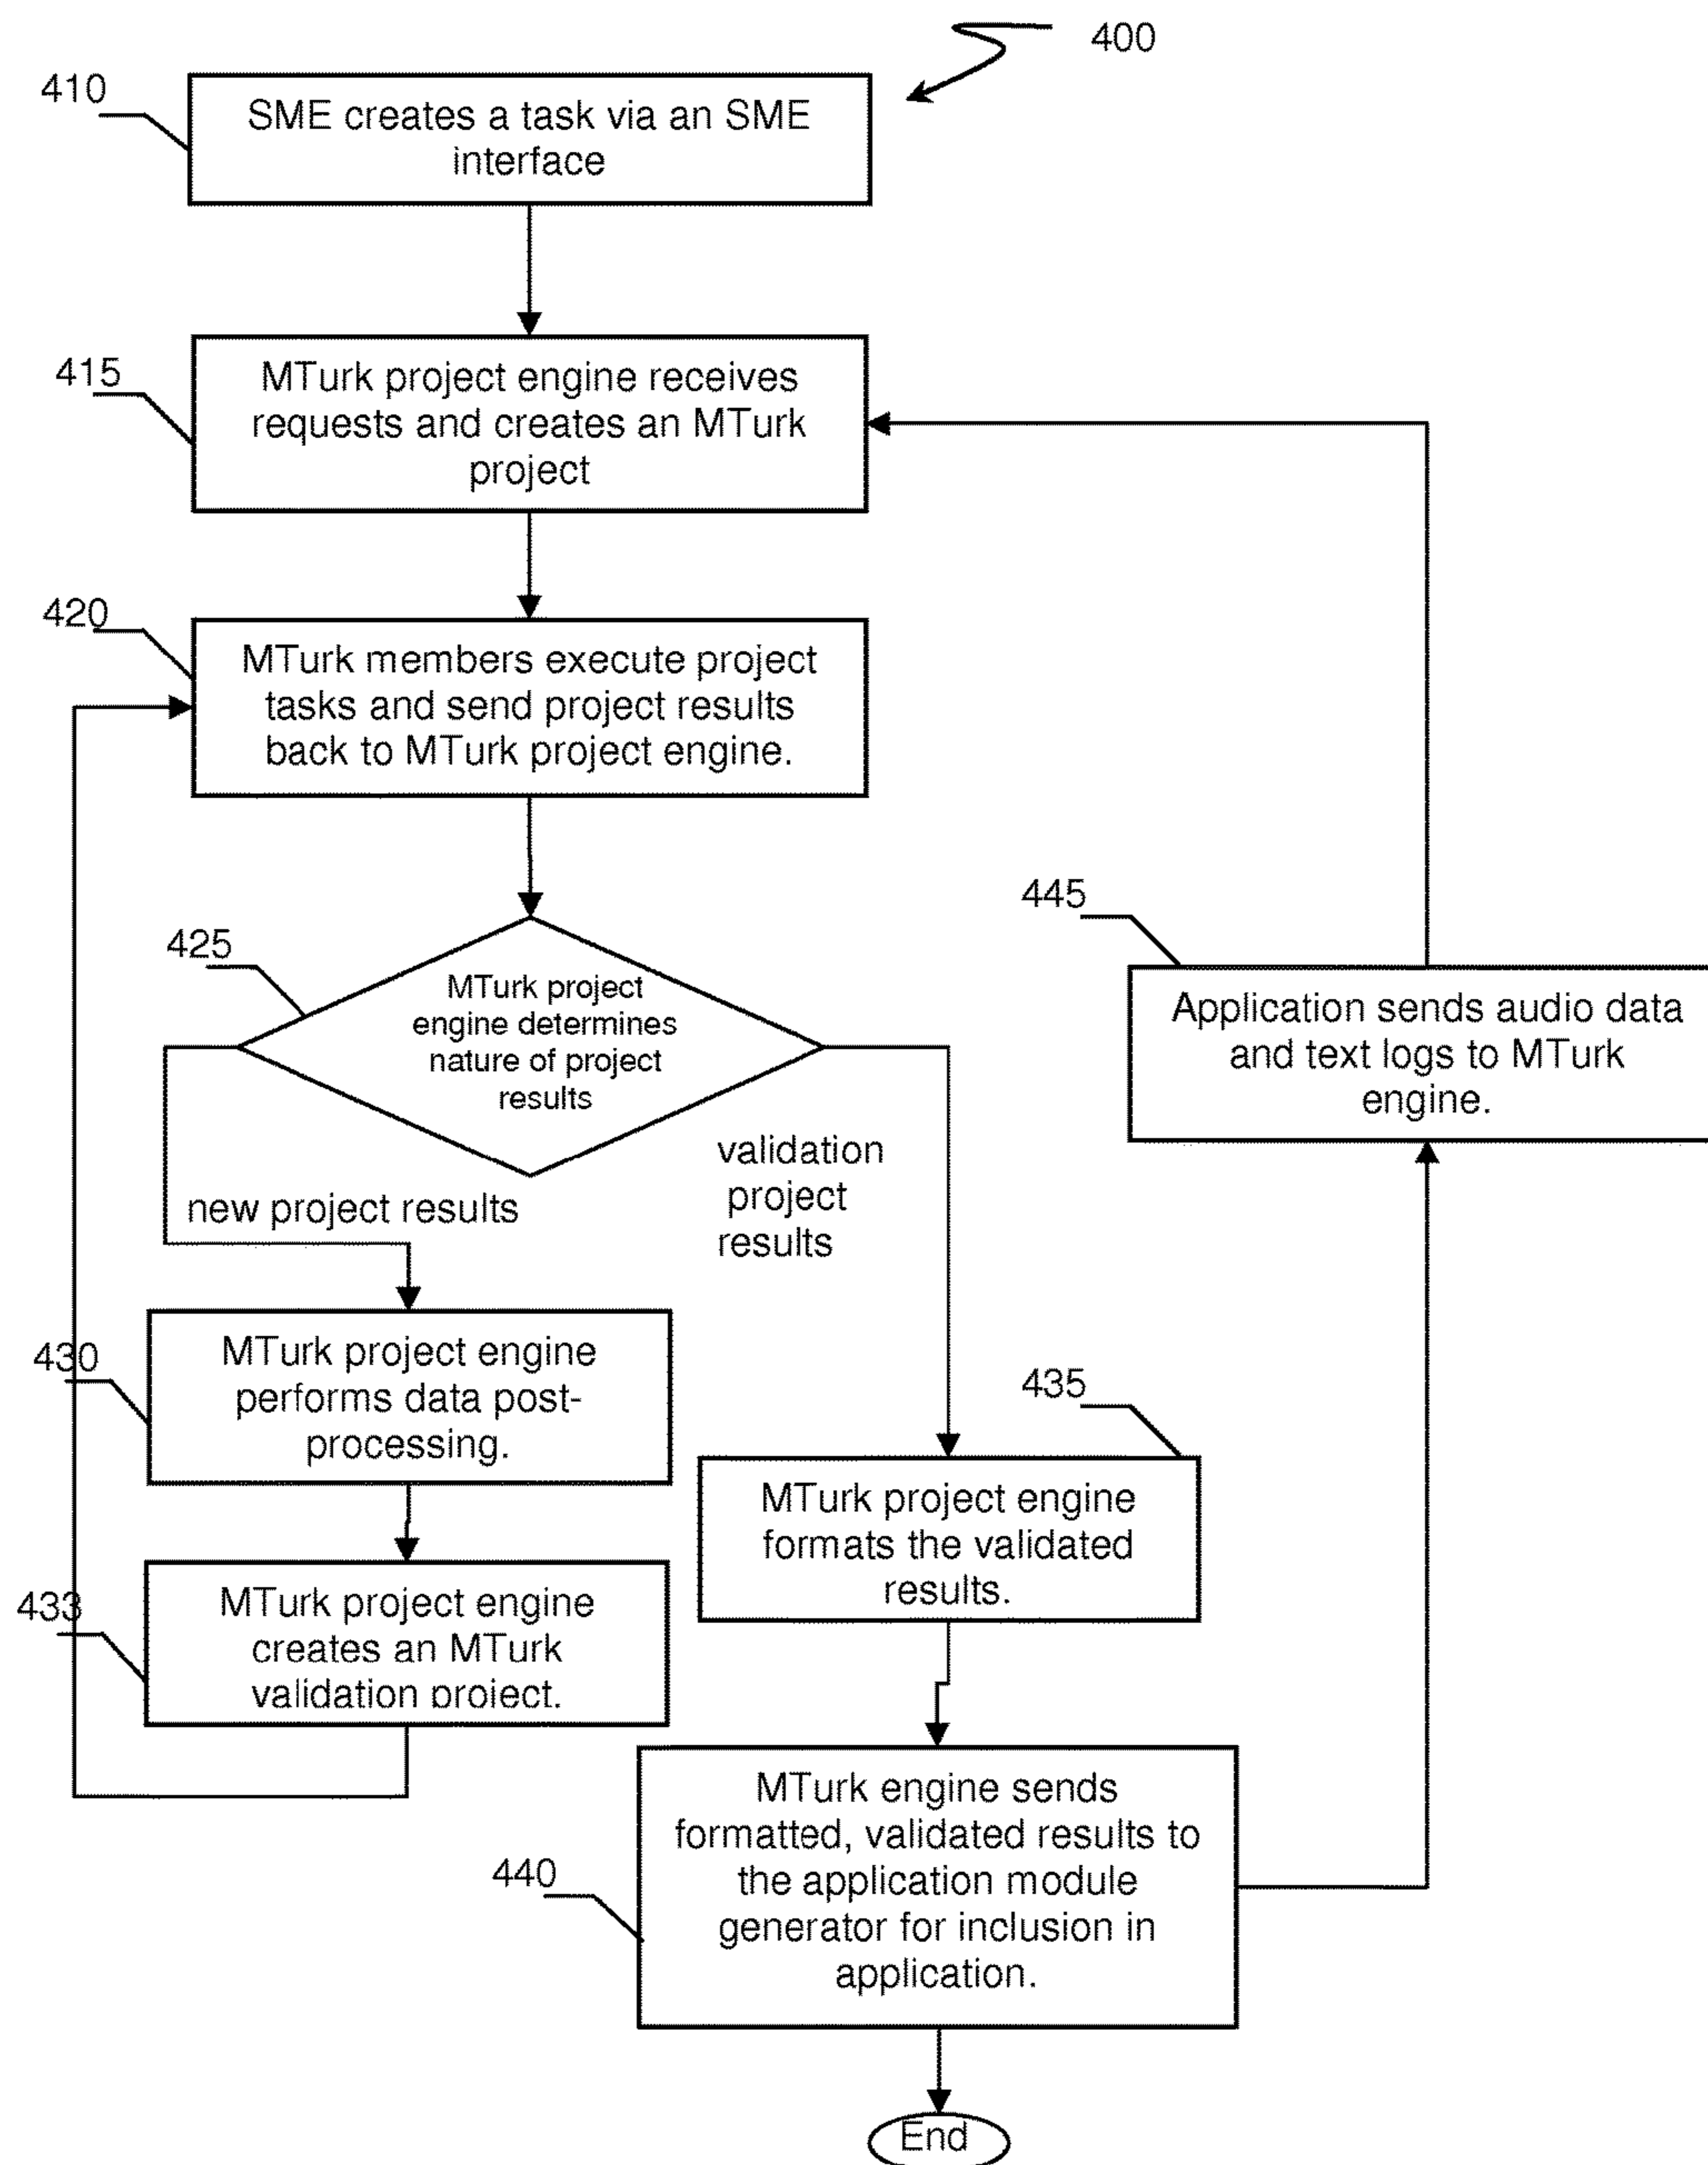 400
410
SME creates a task via an SME
interface
415
MTurk project engine receives
requests and creates an MTurk
project
420
MTurk members execute project
tasks and send project results
back to MTurk project engine.
425
MTurk project
engine determines
nature of project
results
new project results
validation
project
results
445
Application sends audio data
and text logs to MTurk
engine.
430
MTurk project engine
performs data post-
processing.
433
MTurk project engine
creates an MTurk
validation project.
435
MTurk project engine
formats the validated
results.
440
MTurk engine sends
formatted, validated results to
the application module
generator for inclusion in
application.
End